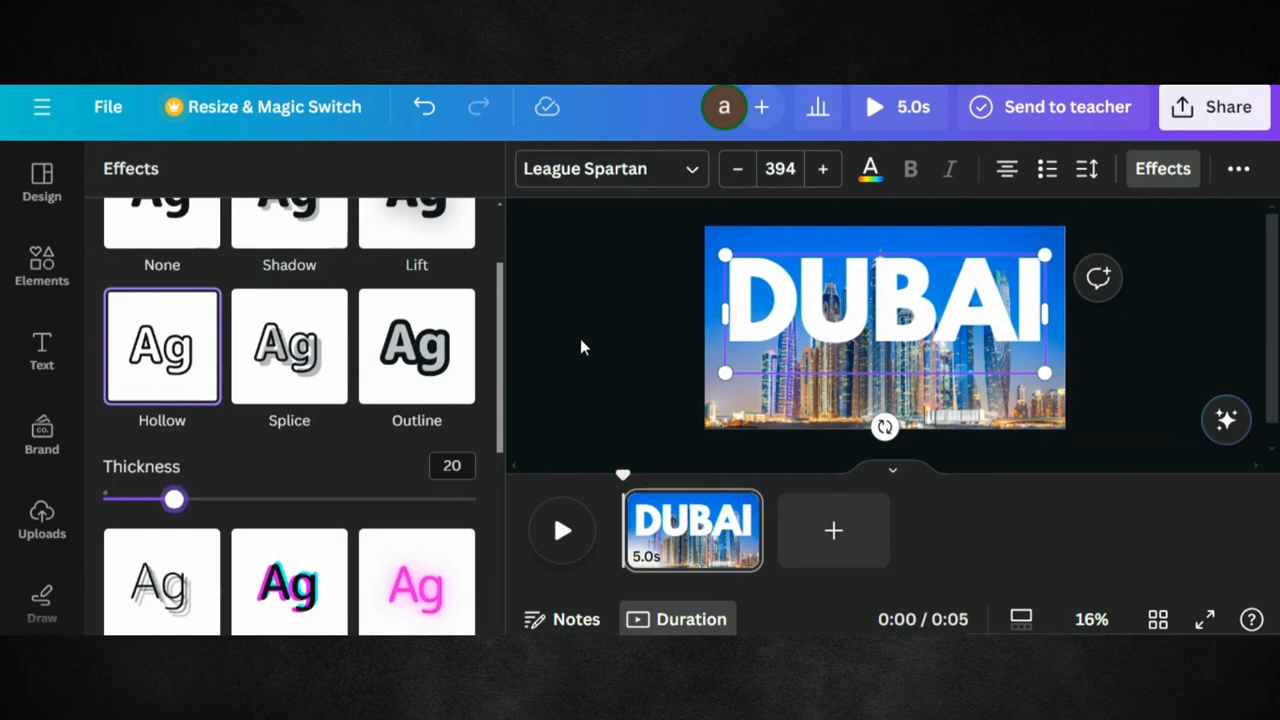 File
Resize & Magic Switch
a
5.0s
Send to teacher
Share
Design
Elements
Text
Brand
Uploads
Draw
Effects
League Spartan
394
A
B
I
Effects
Ag
Ag
Ag
None
Shadow
Lift
Ag
Ag
Ag
Hollow
Splice
Outline
Thickness
20
Ag
Ag
Ag
DUBAI
DUBAI
5.0s
Notes
Duration
0:00 / 0:05
16%